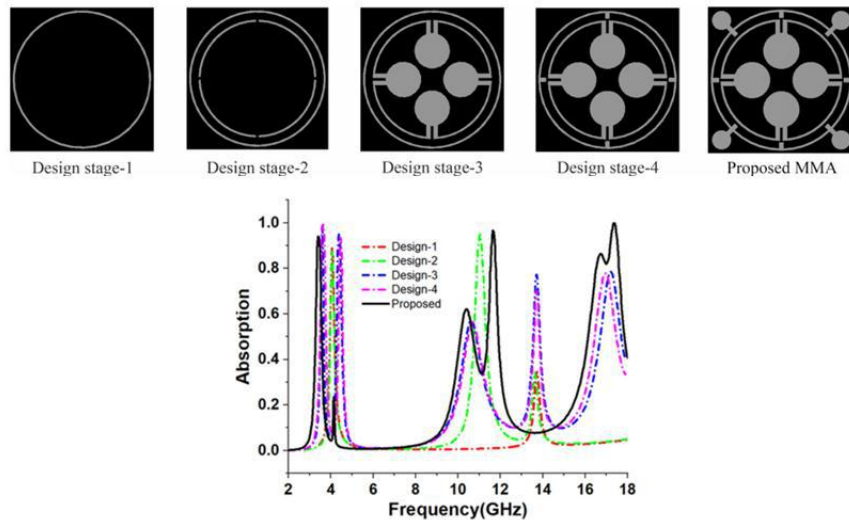 Design stage-1 Design stage-2 Design stage-3 Design stage-4 Proposed MMA
1.0
0.8
0.6
0.4
0.2
0.0
Absorption
Design-1
Design-2
Design-3
Design-4
Proposed
2 4 6 8 10 12 14 16 18
Frequency(GHz)